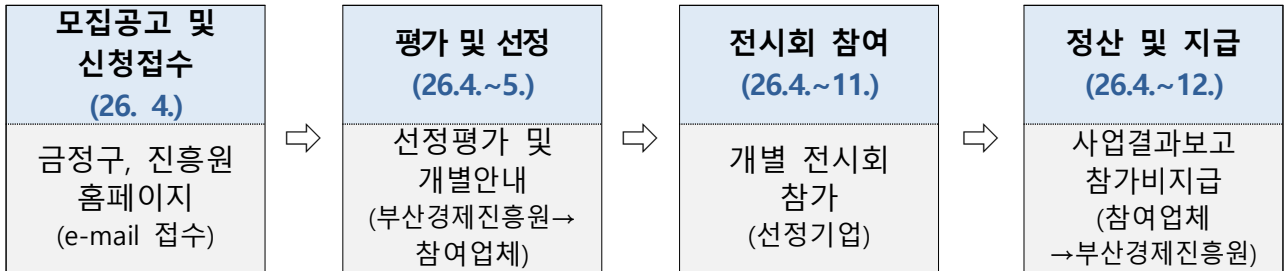 모집공고 및
신청접수
(26. 4.)
금정구, 진흥원
홈페이지
(e-mail 접수)
⇨
평가 및 선정
(26.4.~5.)
선정평가 및
개별안내
(부산경제진흥원→
참여업체)
⇨
전시회 참여
(26.4.~11.)
개별 전시회
참가
(선정기업)
⇨
정산 및 지급
(26.4.~12.)
사업결과보고
참가비지급
(참여업체
→부산경제진흥원)